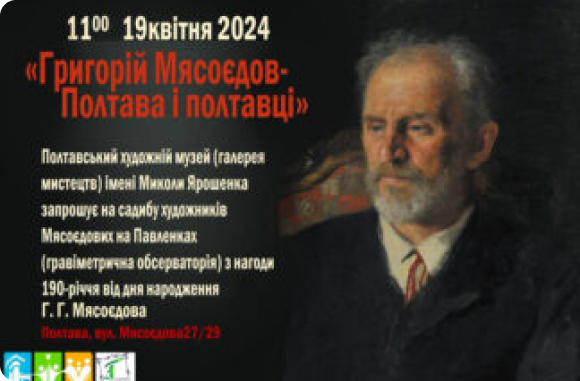 11⁰⁰ 19квітня 2024
«Григорій Мясоєдов-
Полтава і полтавці»
Полтавський художній музей (галерея
мистецтв) імені Миколи Ярошенка
запрошує на садибу художників
Мясоєдових на Павленках
(гравіметрична обсерваторія) з нагоди
190-річчя від дня народження
Г. Г. Мясоєдова
Полтава, вул. Мясоєдова27/29